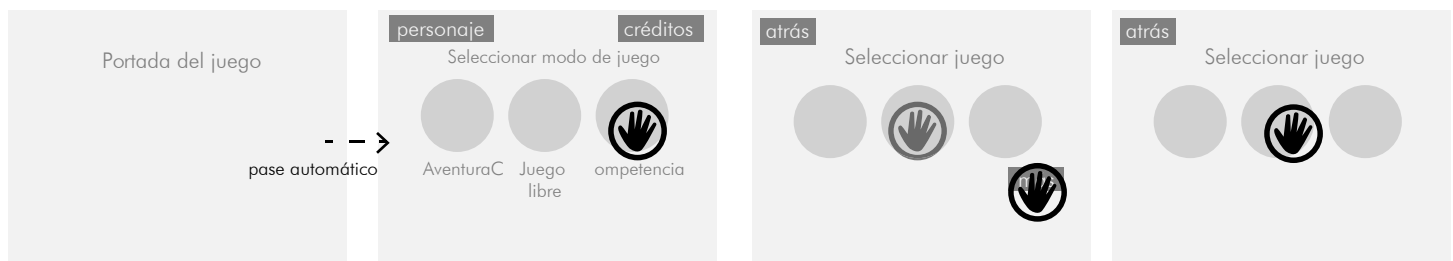 Portada del juego
pase automático
personaje
créditos
Seleccionar modo de juego
AventuraC Juego ompetencia
libre
atrás
Seleccionar juego
atrás
Seleccionar juego